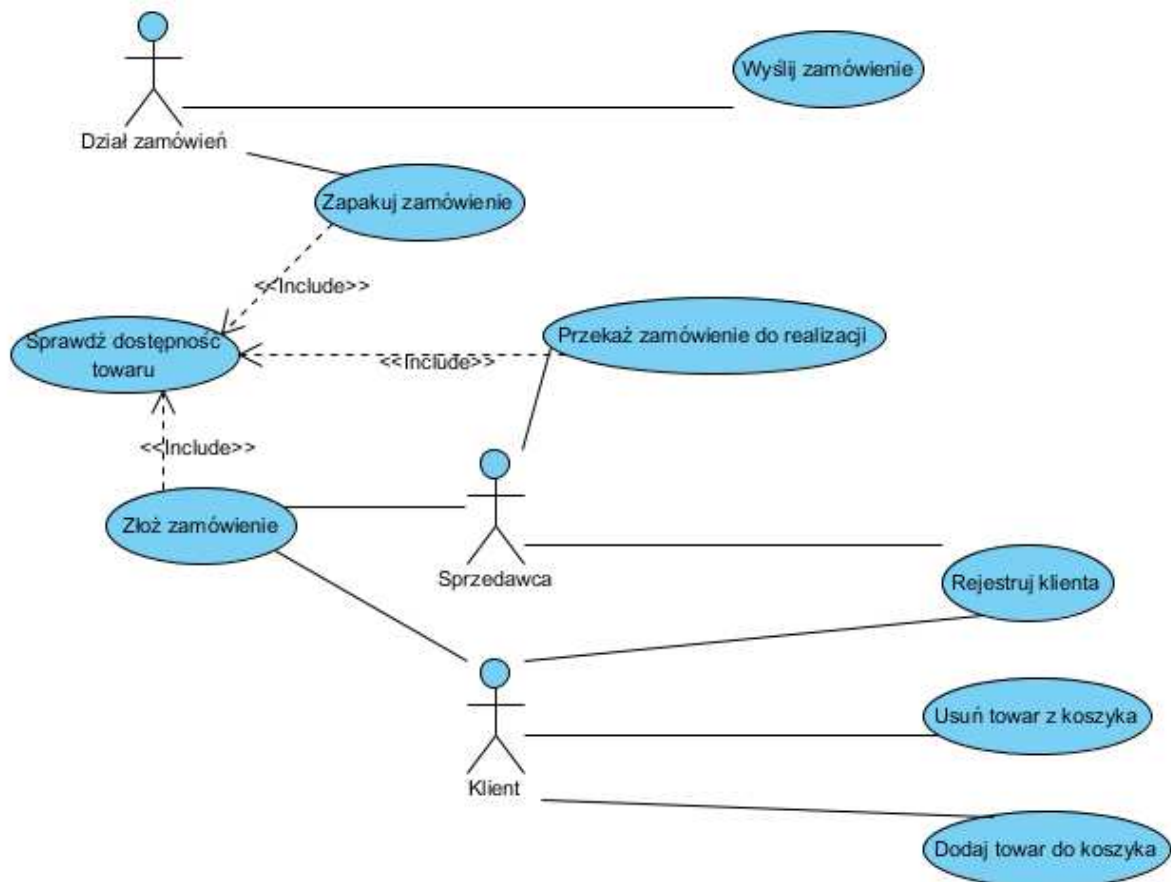 Wyślij zamówienie
Dział zamówień
Zapakuj zamówienie
<<Include>>
Przekaż zamówienie do realizacji
Sprawdź dostępność
towaru
<<Include>>
<<Include>>
Złóż zamówienie
Sprzedawca
Rejestruj klienta
Usuń towar z koszyka
Klient
Dodaj towar do koszyka